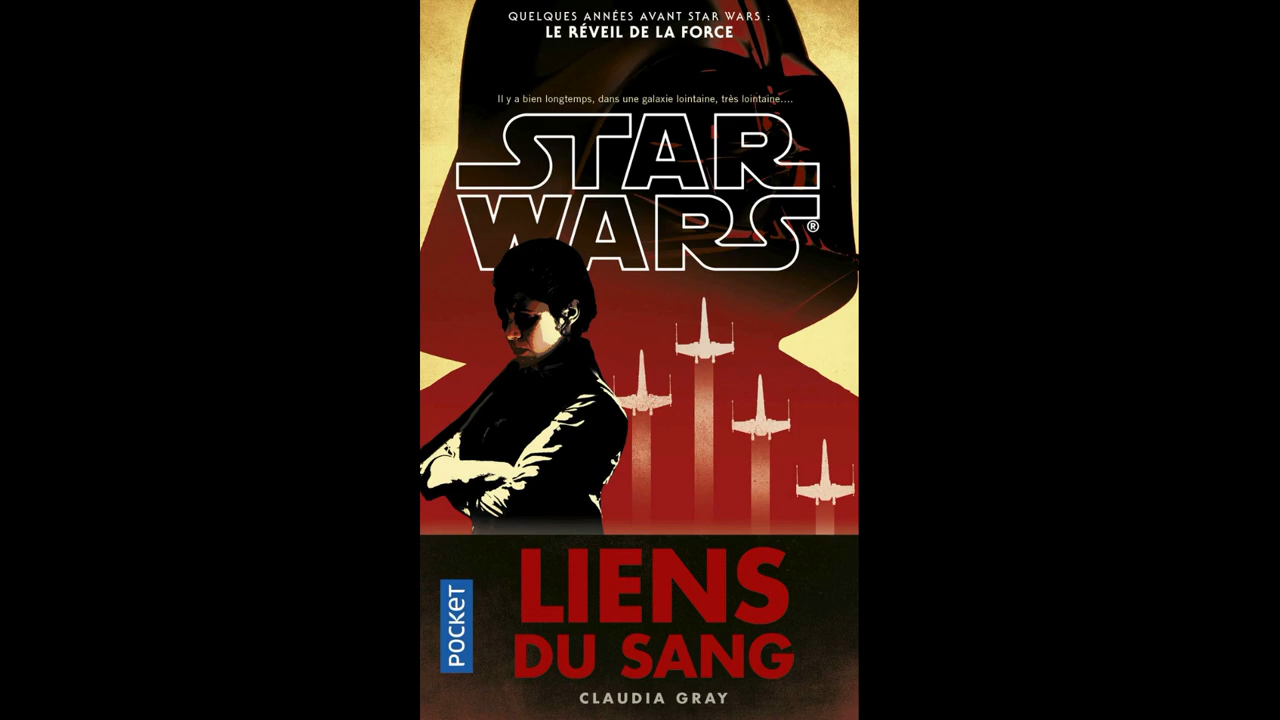 QUELQUES ANNÉES AVANT STAR WARS :
LE RÉVEIL DE LA FORCE
Il y a bien longtemps, dans une galaxie lointaine, très lointaine....
STAR
WARS®
LIENS
DU SANG
POCKET
CLAUDIA GRAY